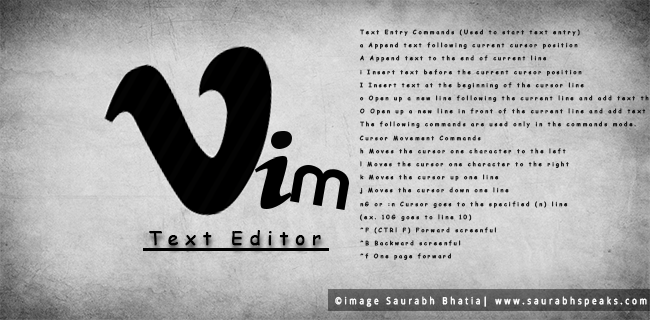 Vim
Text Editor
Text Entry Commands (Used to start text entry)
a Append text following current cursor position
A Append text to the end of current line
i Insert text before the current cursor position
I Insert text at the beginning of the cursor line
o Open up a new line following the current line and add text th
O Open up a new line in front of the current line and add text
The following commands are used only in the commands mode.
Cursor Movement Commands
h Moves the cursor one character to the left
l Moves the cursor one character to the right
k Moves the cursor up one line
j Moves the cursor down one line
nG or :n Cursor goes to the specified (n) line
(ex. 10G goes to line 10)
^F (CTRl F) Forward screenful
^B Backward screenful
^f One page forward
©image Saurabh Bhatia| www.saurabhspeaks.com